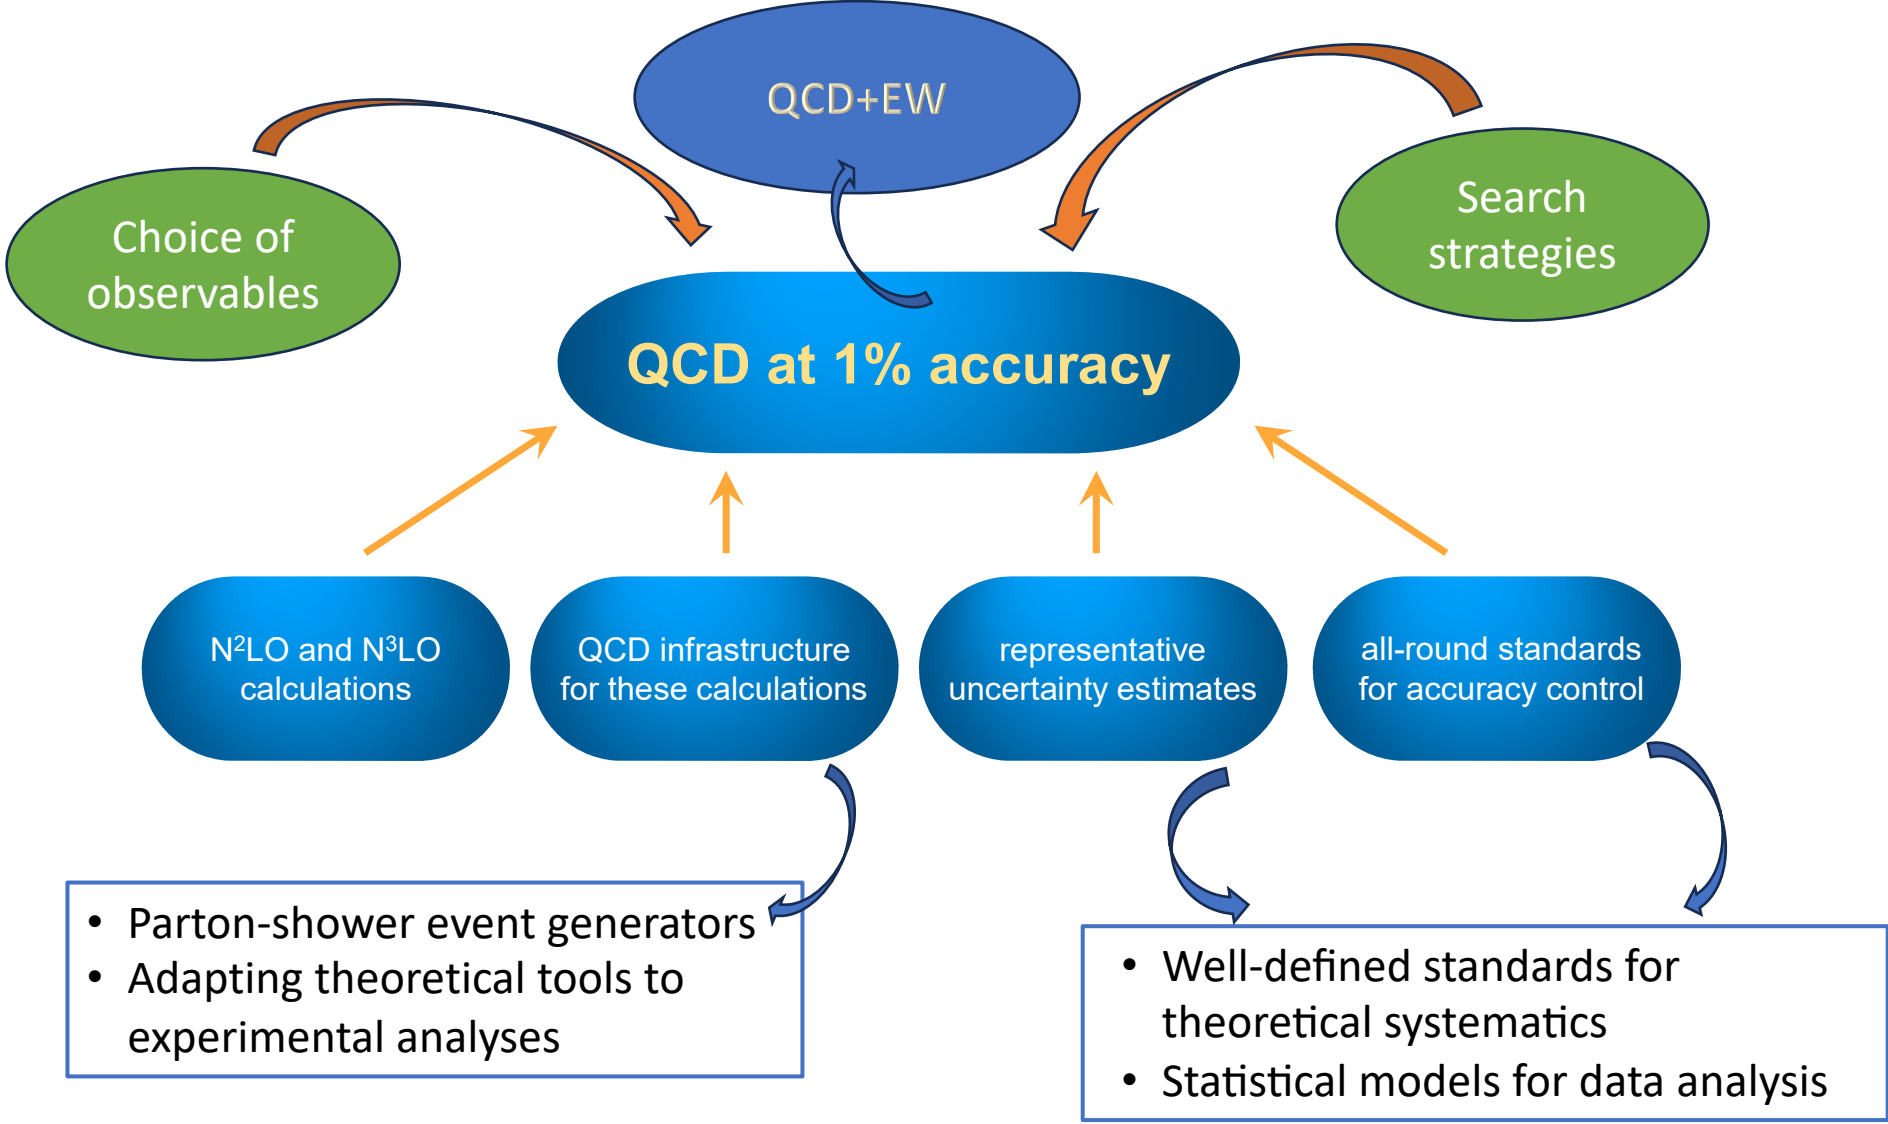 QCD+EW
Choice of
observables
Search
strategies
QCD at 1% accuracy
N²LO and N³LO
calculations
QCD infrastructure
for these calculations
representative
uncertainty estimates
all-round standards
for accuracy control
• Parton-shower event generators
• Adapting theoretical tools to
experimental analyses
• Well-defined standards for
theoretical systematics
• Statistical models for data analysis